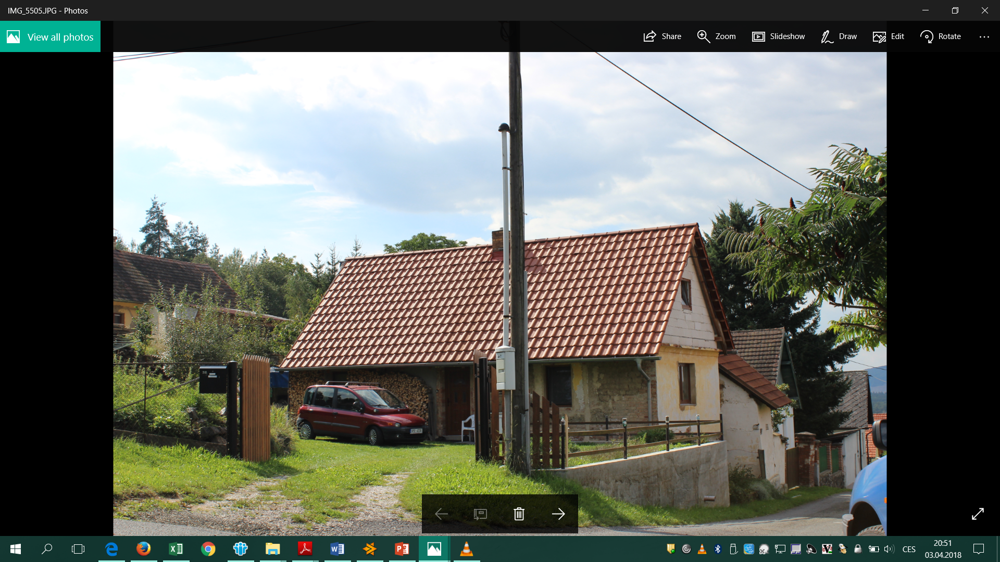 IMG_5505.JPG - Photos
View all photos
Share
Zoom
Slideshow
Draw
Edit
Rotate
CES
20:51
03.04.2018